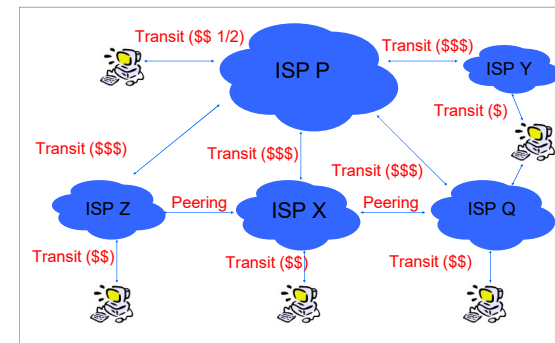 Transit ($$ 1/2)
ISP P
Transit ($$$)
ISP Y
Transit ($)
Transit ($$$)
Transit ($$$)
Transit ($$$)
ISP Z
Peering
ISP X
Peering
ISP Q
Transit ($$)
Transit ($$)
Transit ($$)